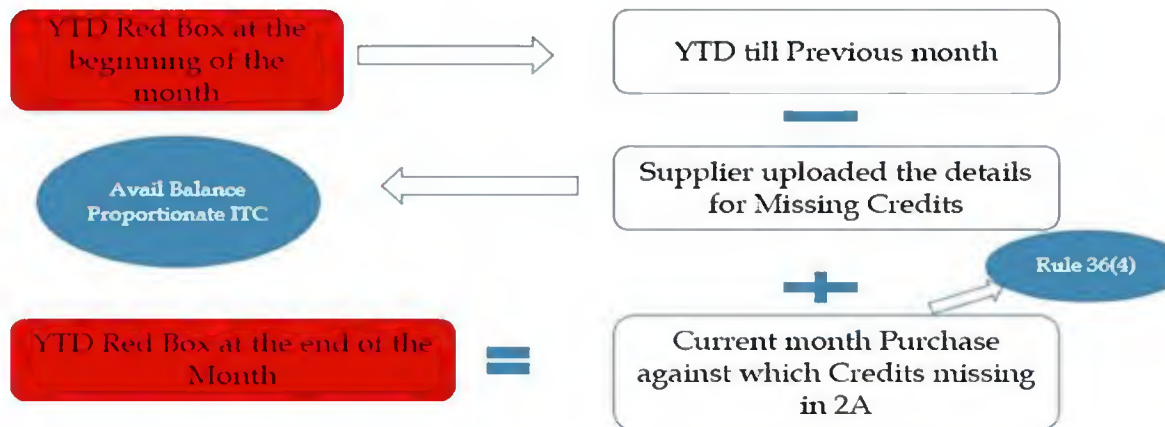 YTD Red Box at the
beginning of the
month
YTD till Previous month
Avail Balance
Proportionate ITC
Supplier uploaded the details
for Missing Credits
Rule 36(4)
YTD Red Box at the end of the
Month
Current month Purchase
against which Credits missing
in 2A